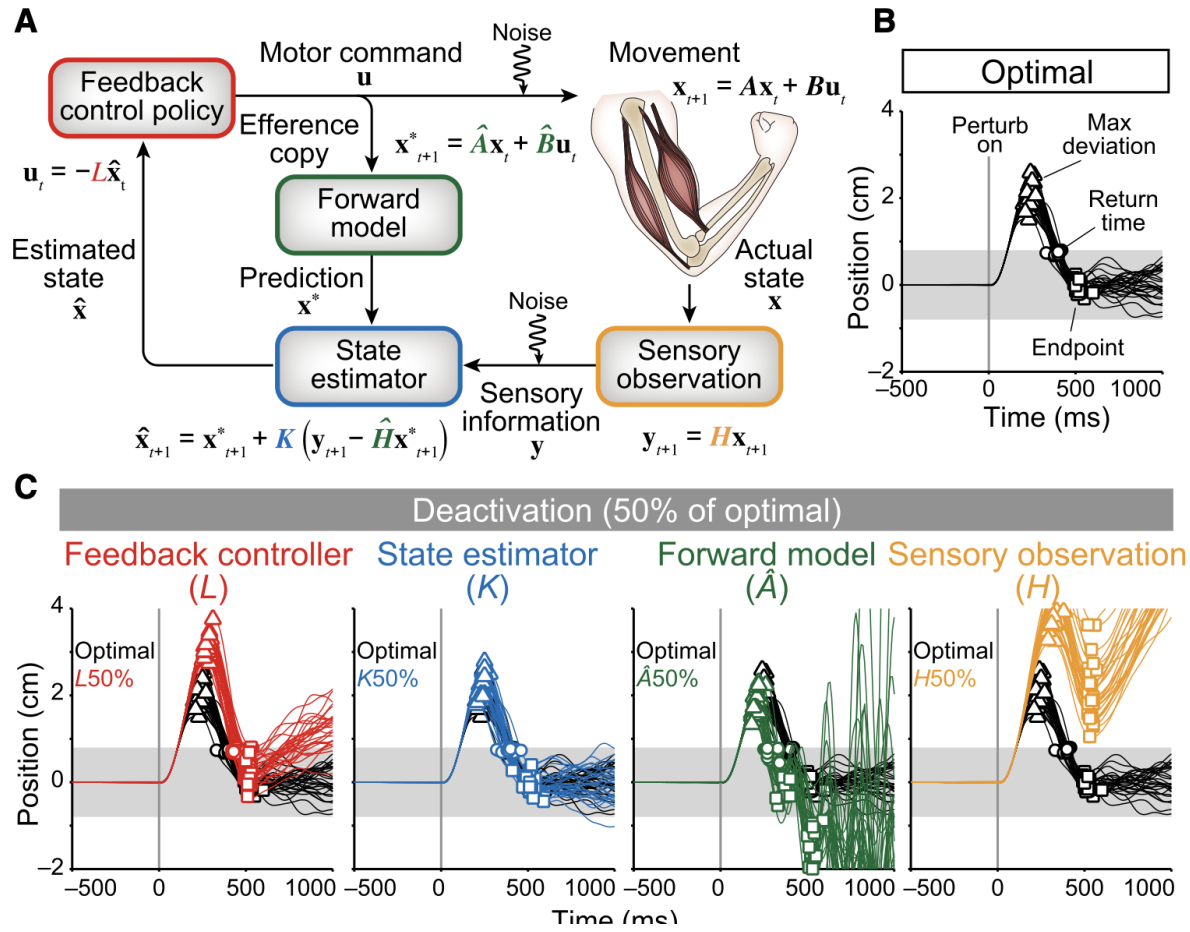 A
Feedback
control policy
Motor command
u
Noise
Movement
x_{t+1} = Ax_t + Bu_t
Efference
copy
x*_{t+1} = Âx_t + B̂u_t
u_t = −Lx̂_t
Forward
model
Estimated
state
x̂
Prediction
x*
Noise
Actual
state
x
State
estimator
Sensory
information
y
Sensory
observation
x̂_{t+1} = x*_{t+1} + K (y_{t+1} − Ĥx*_{t+1})
y_{t+1} = Hx_{t+1}
B
Optimal
Position (cm)
4
2
0
−2
Perturb
on
Max
deviation
Return
time
Endpoint
−500
0
500
1000
Time (ms)
C
Deactivation (50% of optimal)
Feedback controller
(L)
State estimator
(K)
Forward model
(Â)
Sensory observation
(H)
Position (cm)
4
2
0
−2
Optimal
L50%
−500
0
500
1000
Optimal
K50%
−500
0
500
1000
Optimal
Â50%
−500
0
500
1000
Optimal
H50%
−500
0
500
1000
Time (ms)